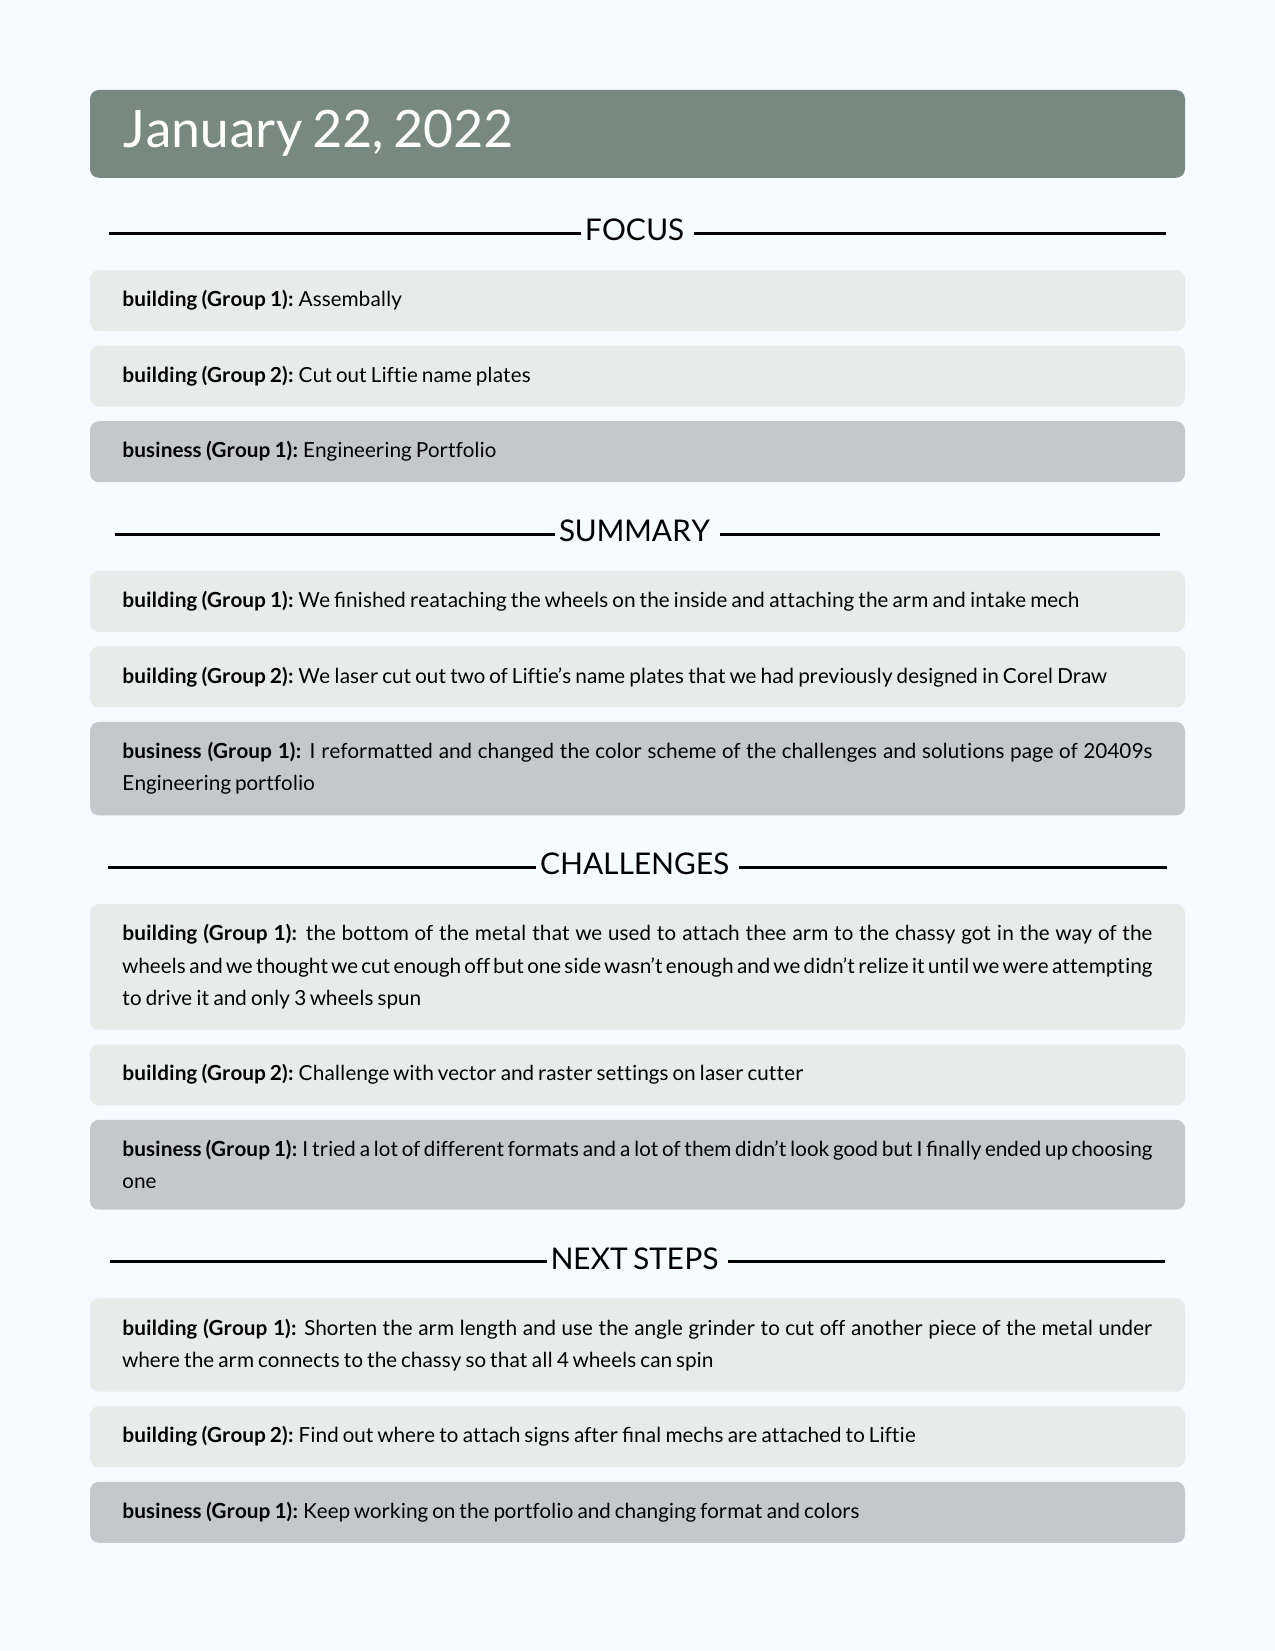 January 22, 2022
FOCUS
building (Group 1): Assembally
building (Group 2): Cut out Liftie name plates
business (Group 1): Engineering Portfolio
SUMMARY
building (Group 1): We finished reataching the wheels on the inside and attaching the arm and intake mech
building (Group 2): We laser cut out two of Liftie’s name plates that we had previously designed in Corel Draw
business (Group 1): I reformatted and changed the color scheme of the challenges and solutions page of 20409s
Engineering portfolio
CHALLENGES
building (Group 1): the bottom of the metal that we used to attach thee arm to the chassy got in the way of the
wheels and we thought we cut enough off but one side wasn’t enough and we didn’t relize it until we were attempting
to drive it and only 3 wheels spun
building (Group 2): Challenge with vector and raster settings on laser cutter
business (Group 1): I tried a lot of different formats and a lot of them didn’t look good but I finally ended up choosing
one
NEXT STEPS
building (Group 1): Shorten the arm length and use the angle grinder to cut off another piece of the metal under
where the arm connects to the chassy so that all 4 wheels can spin
building (Group 2): Find out where to attach signs after final mechs are attached to Liftie
business (Group 1): Keep working on the portfolio and changing format and colors